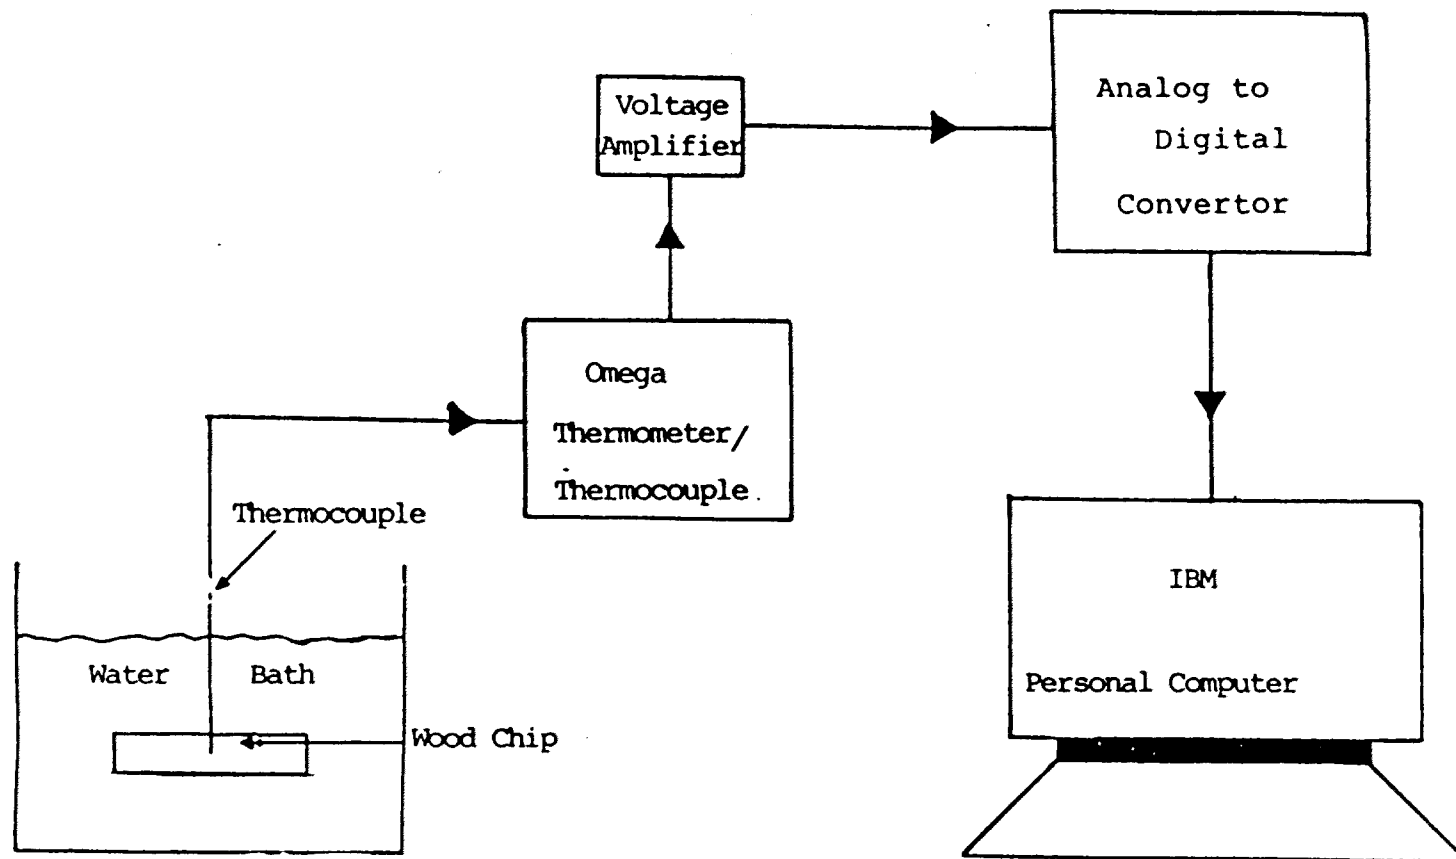 Voltage
Amplifier
Analog to
Digital
Convertor
Omega
Thermometer/
Thermocouple.
Thermocouple
Water Bath
Wood Chip
IBM
Personal Computer